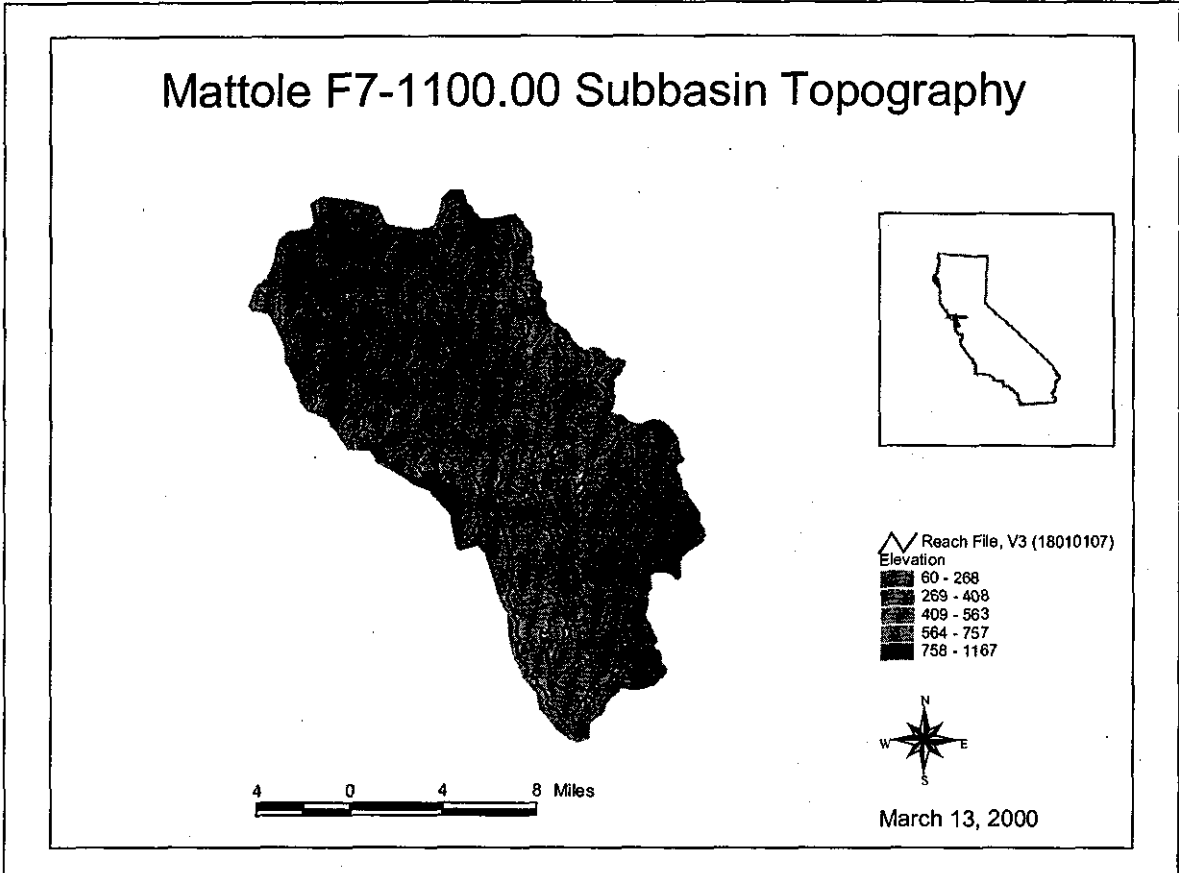 Mattole F7-1100.00 Subbasin Topography
Reach File, V3 (18010107)
Elevation
60 - 268
269 - 408
409 - 563
564 - 757
758 - 1167
N
W E
S
4 0 4 8 Miles
March 13, 2000